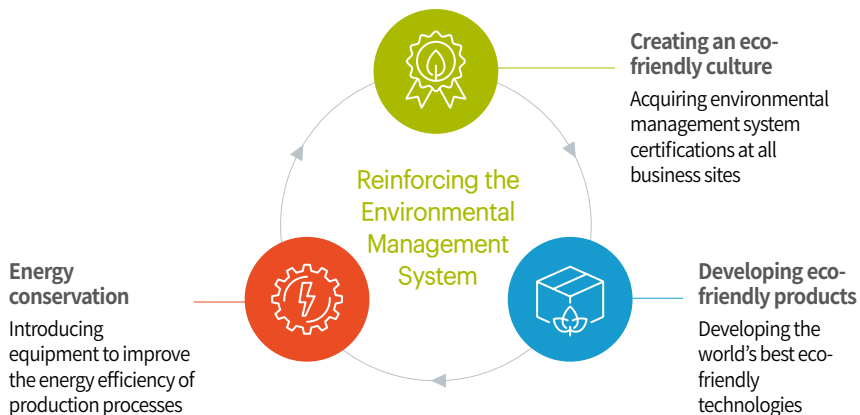 Creating an eco-
friendly culture
Acquiring environmental
management system
certifications at all
business sites
Reinforcing the
Environmental
Management
System
Energy
conservation
Introducing
equipment to improve
the energy efficiency of
production processes
Developing eco-
friendly products
Developing the
world’s best eco-
friendly
technologies